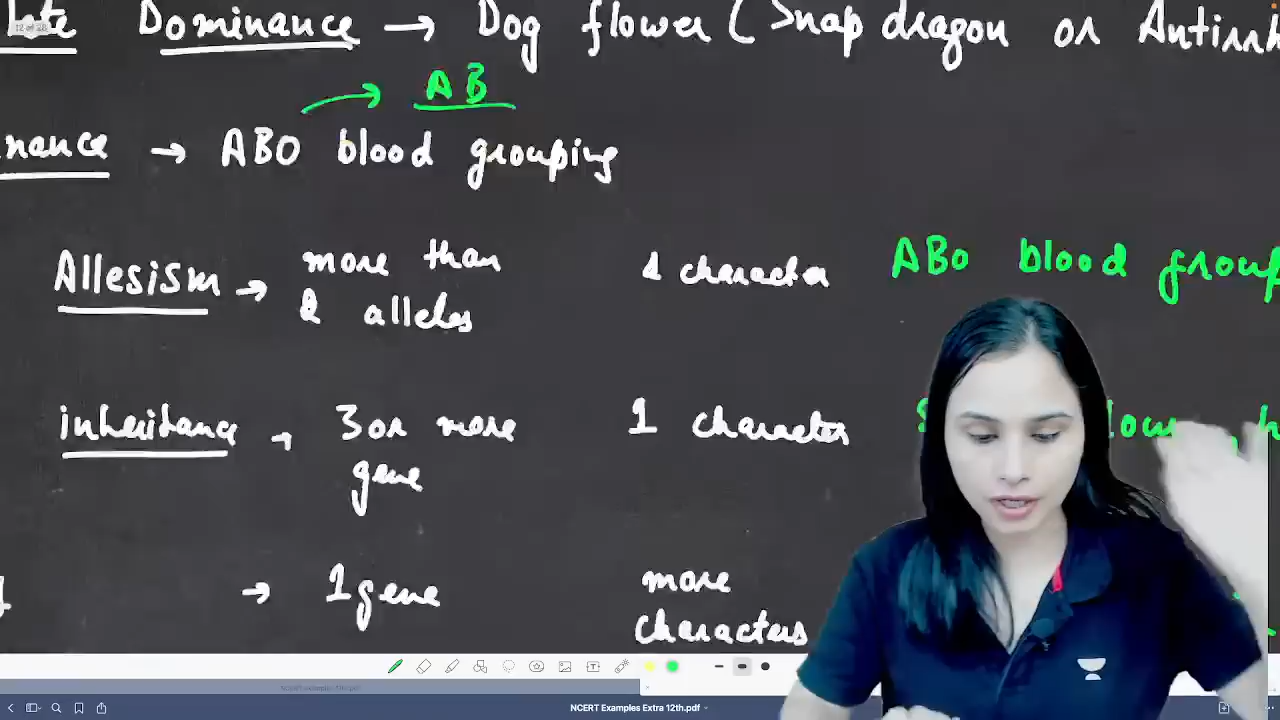 Dominance → Dog flower ( Snap dragon or
→ AB
→ ABO blood grouping
Allesism → more than 2 alleles 1 character ABO blood
inheritance → 3 or more gene 1 character
→ 1 gene more characters
NCERT Examples Extra 12th.pdf